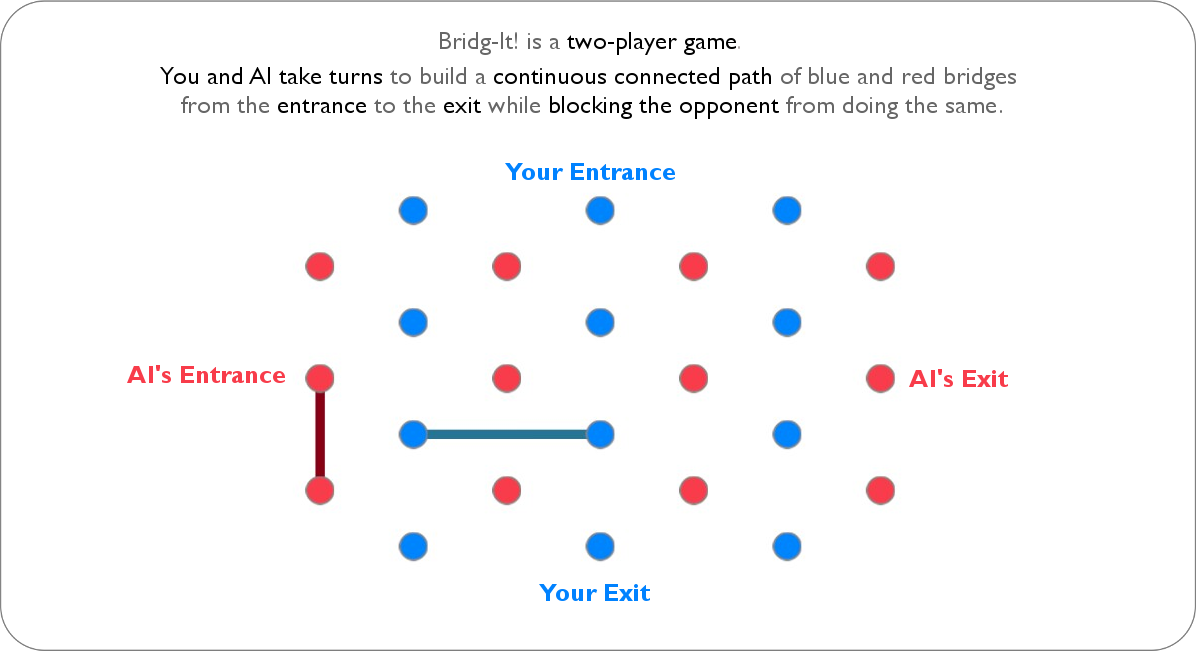 Bridg-It! is a two-player game.
You and AI take turns to build a continuous connected path of blue and red bridges
from the entrance to the exit while blocking the opponent from doing the same.
Your Entrance
AI's Entrance
AI's Exit
Your Exit